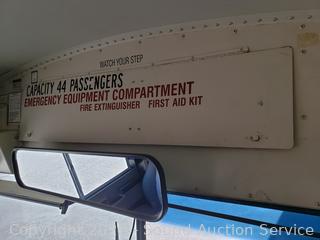 WATCH YOUR STEP
CAPACITY 44 PASSENGERS
EMERGENCY EQUIPMENT COMPARTMENT
FIRE EXTINGUISHER FIRST AID KIT
Sound Auction Service